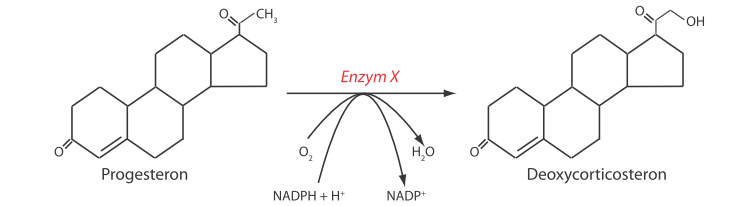 O CH₃
O OH
Enzym X
O
O₂
H₂O
O
Progesteron
Deoxycorticosteron
NADPH + H⁺
NADP⁺